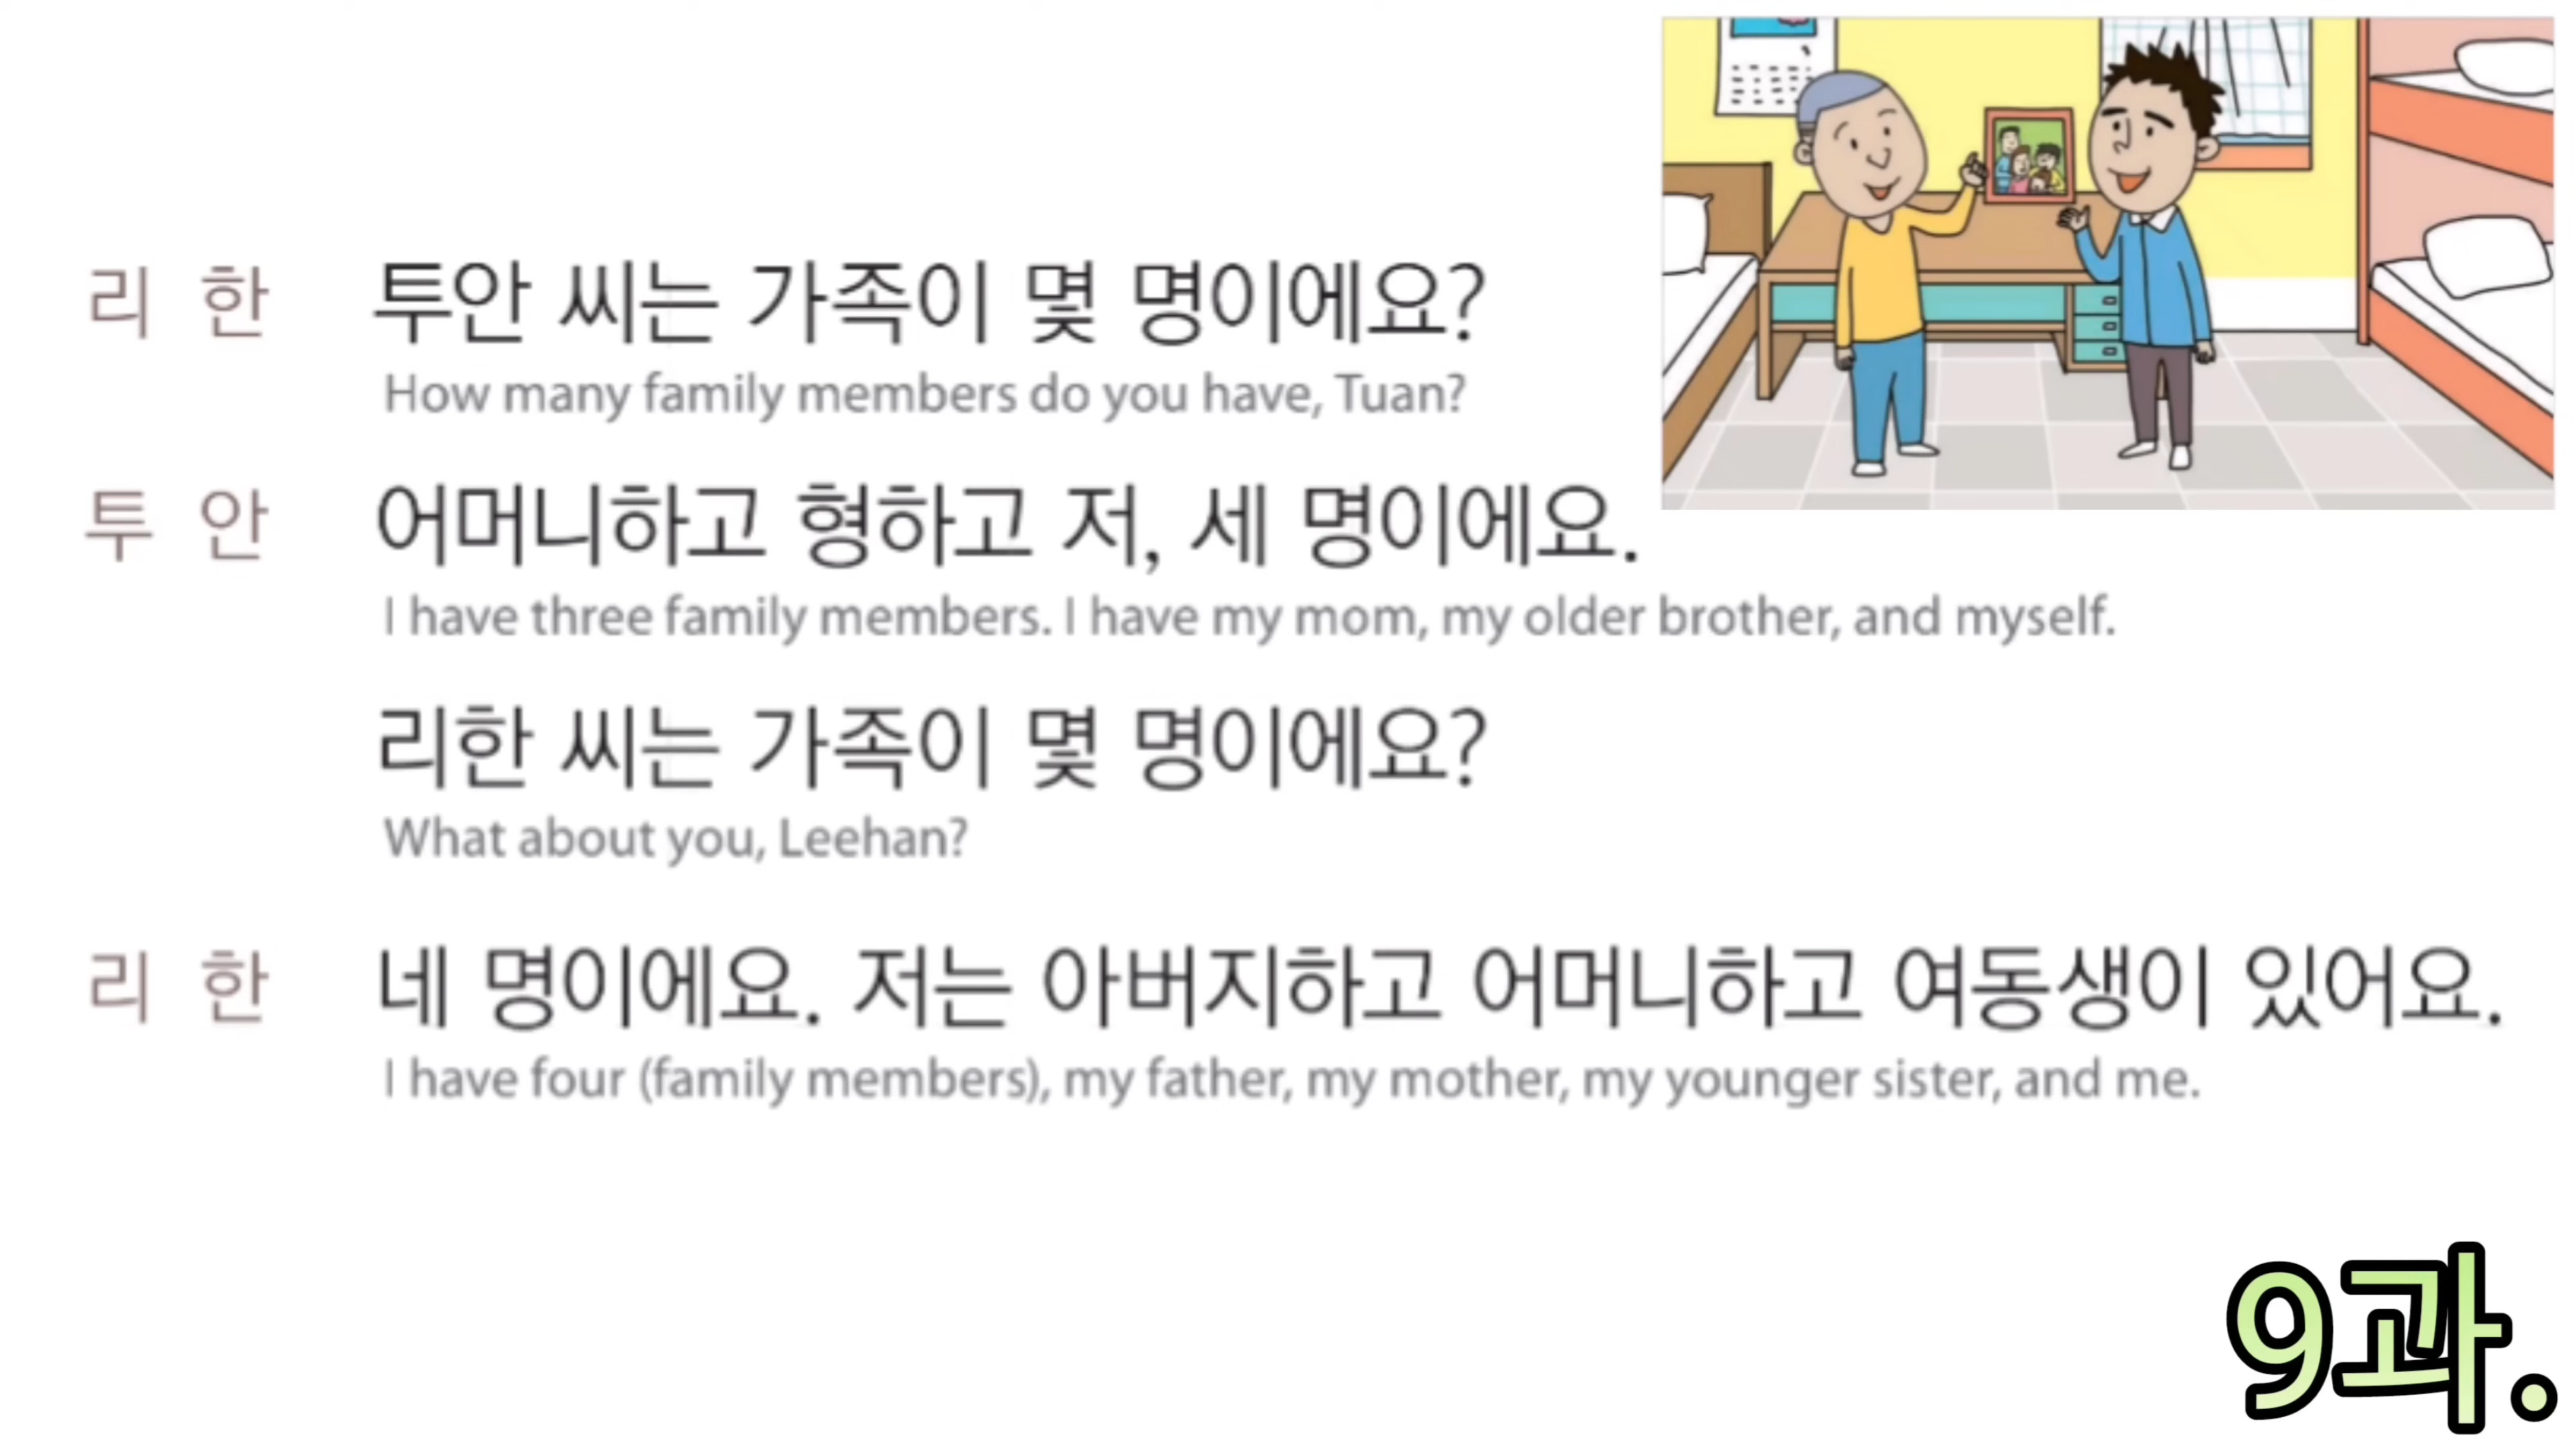 리 한 투안 씨는 가족이 몇 명이에요?
How many family members do you have, Tuan?
투 안 어머니하고 형하고 저, 세 명이에요.
I have three family members. I have my mom, my older brother, and myself.
리한 씨는 가족이 몇 명이에요?
What about you, Leehan?
리 한 네 명이에요. 저는 아버지하고 어머니하고 여동생이 있어요.
I have four (family members), my father, my mother, my younger sister, and me.
9과.